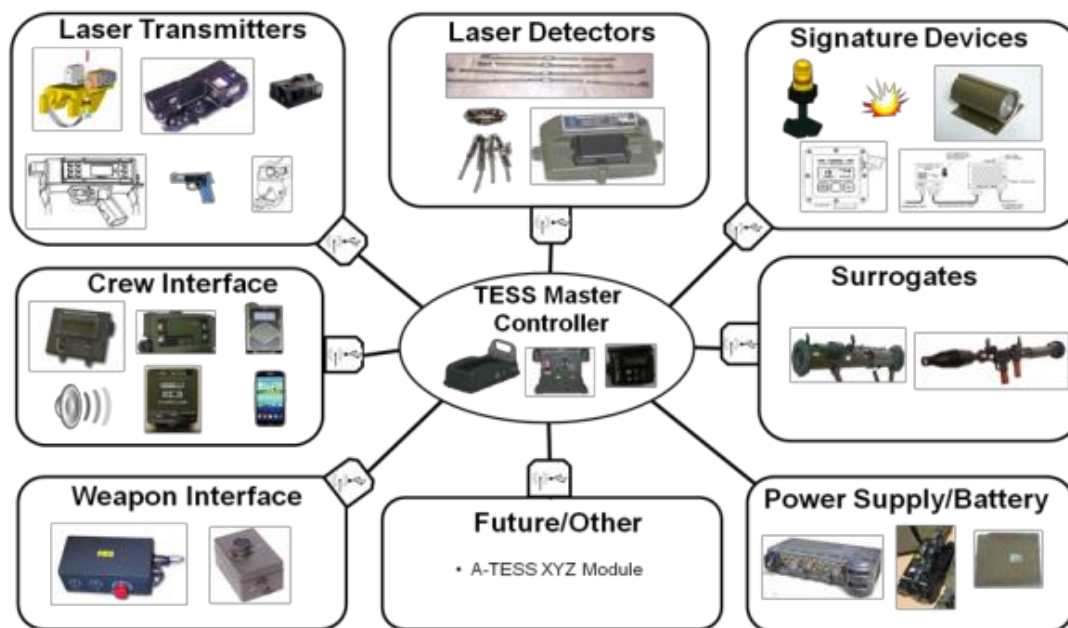 Laser Transmitters
Laser Detectors
Signature Devices
Crew Interface
TESS Master
Controller
Surrogates
Weapon Interface
Future/Other
• A-TESS XYZ Module
Power Supply/Battery